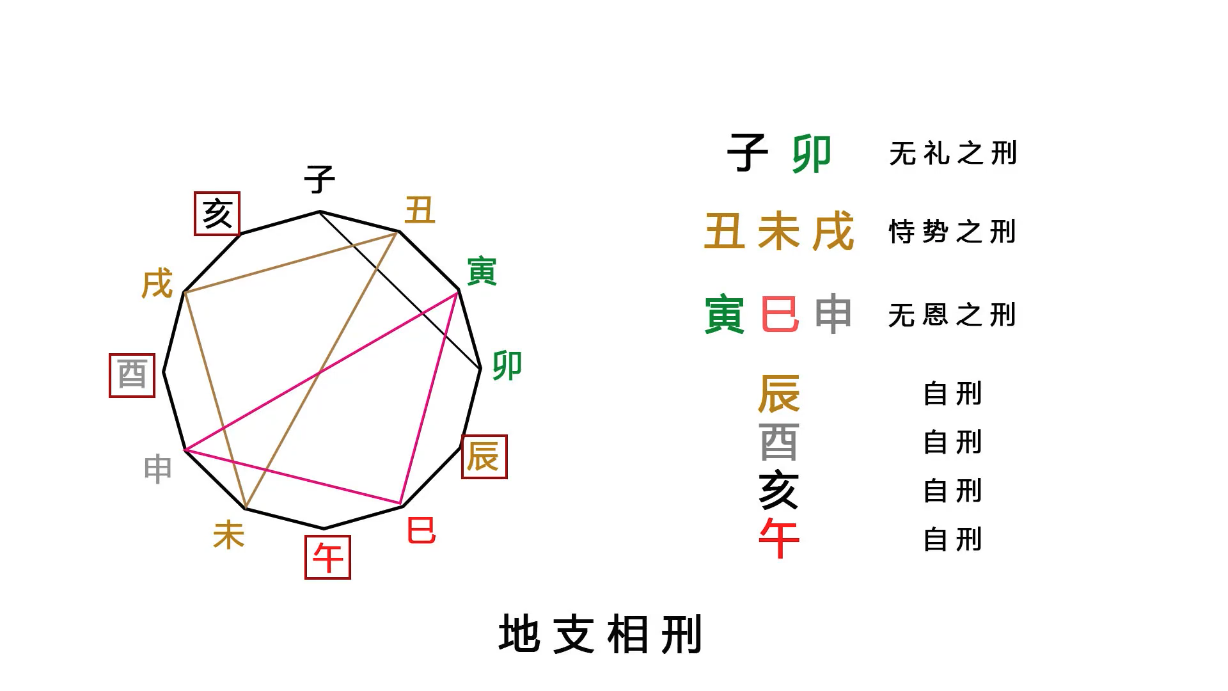 子
亥
丑
戌
寅
酉
卯
申
辰
未
午
巳
子 卯 无礼之刑
丑未戌 恃势之刑
寅巳申 无恩之刑
辰 自刑
酉 自刑
亥 自刑
午 自刑
地支相刑